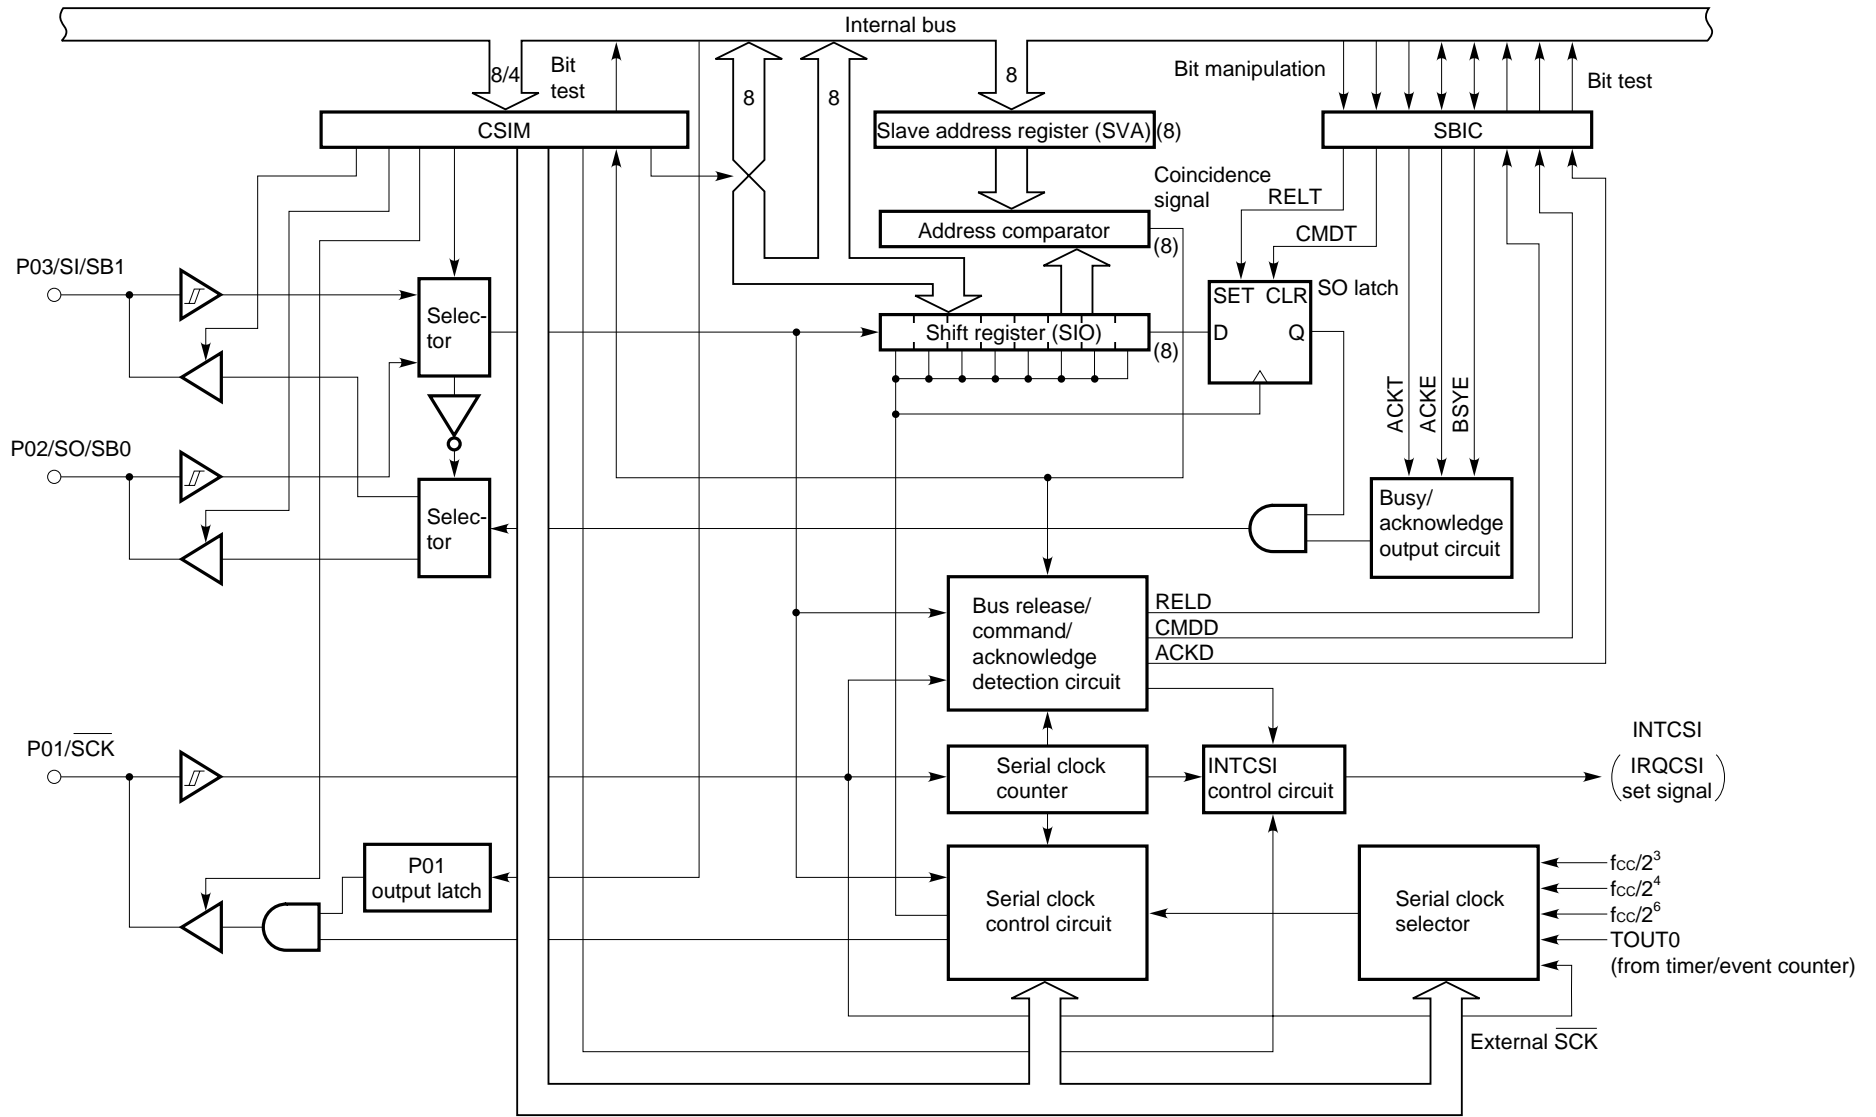 Internal bus
8/4
Bit
test
8
8
8
Bit manipulation
Bit test
CSIM
Slave address register (SVA) (8)
SBIC
Coincidence
signal
RELT
Address comparator
(8)
CMDT
P03/SI/SB1
Selec-
tor
SET CLR
SO latch
Shift register (SIO)
(8)
D
Q
ACKT
ACKE
BSYE
P02/SO/SB0
Selec-
tor
Busy/
acknowledge
output circuit
Bus release/
command/
acknowledge
detection circuit
RELD
CMDD
ACKD
P01/S̅C̅K̅
Serial clock
counter
INTCSI
control circuit
INTCSI
(IRQCSI
set signal)
P01
output latch
Serial clock
control circuit
Serial clock
selector
fCC/2³
fCC/2⁴
fCC/2⁶
TOUT0
(from timer/event counter)
External S̅C̅K̅